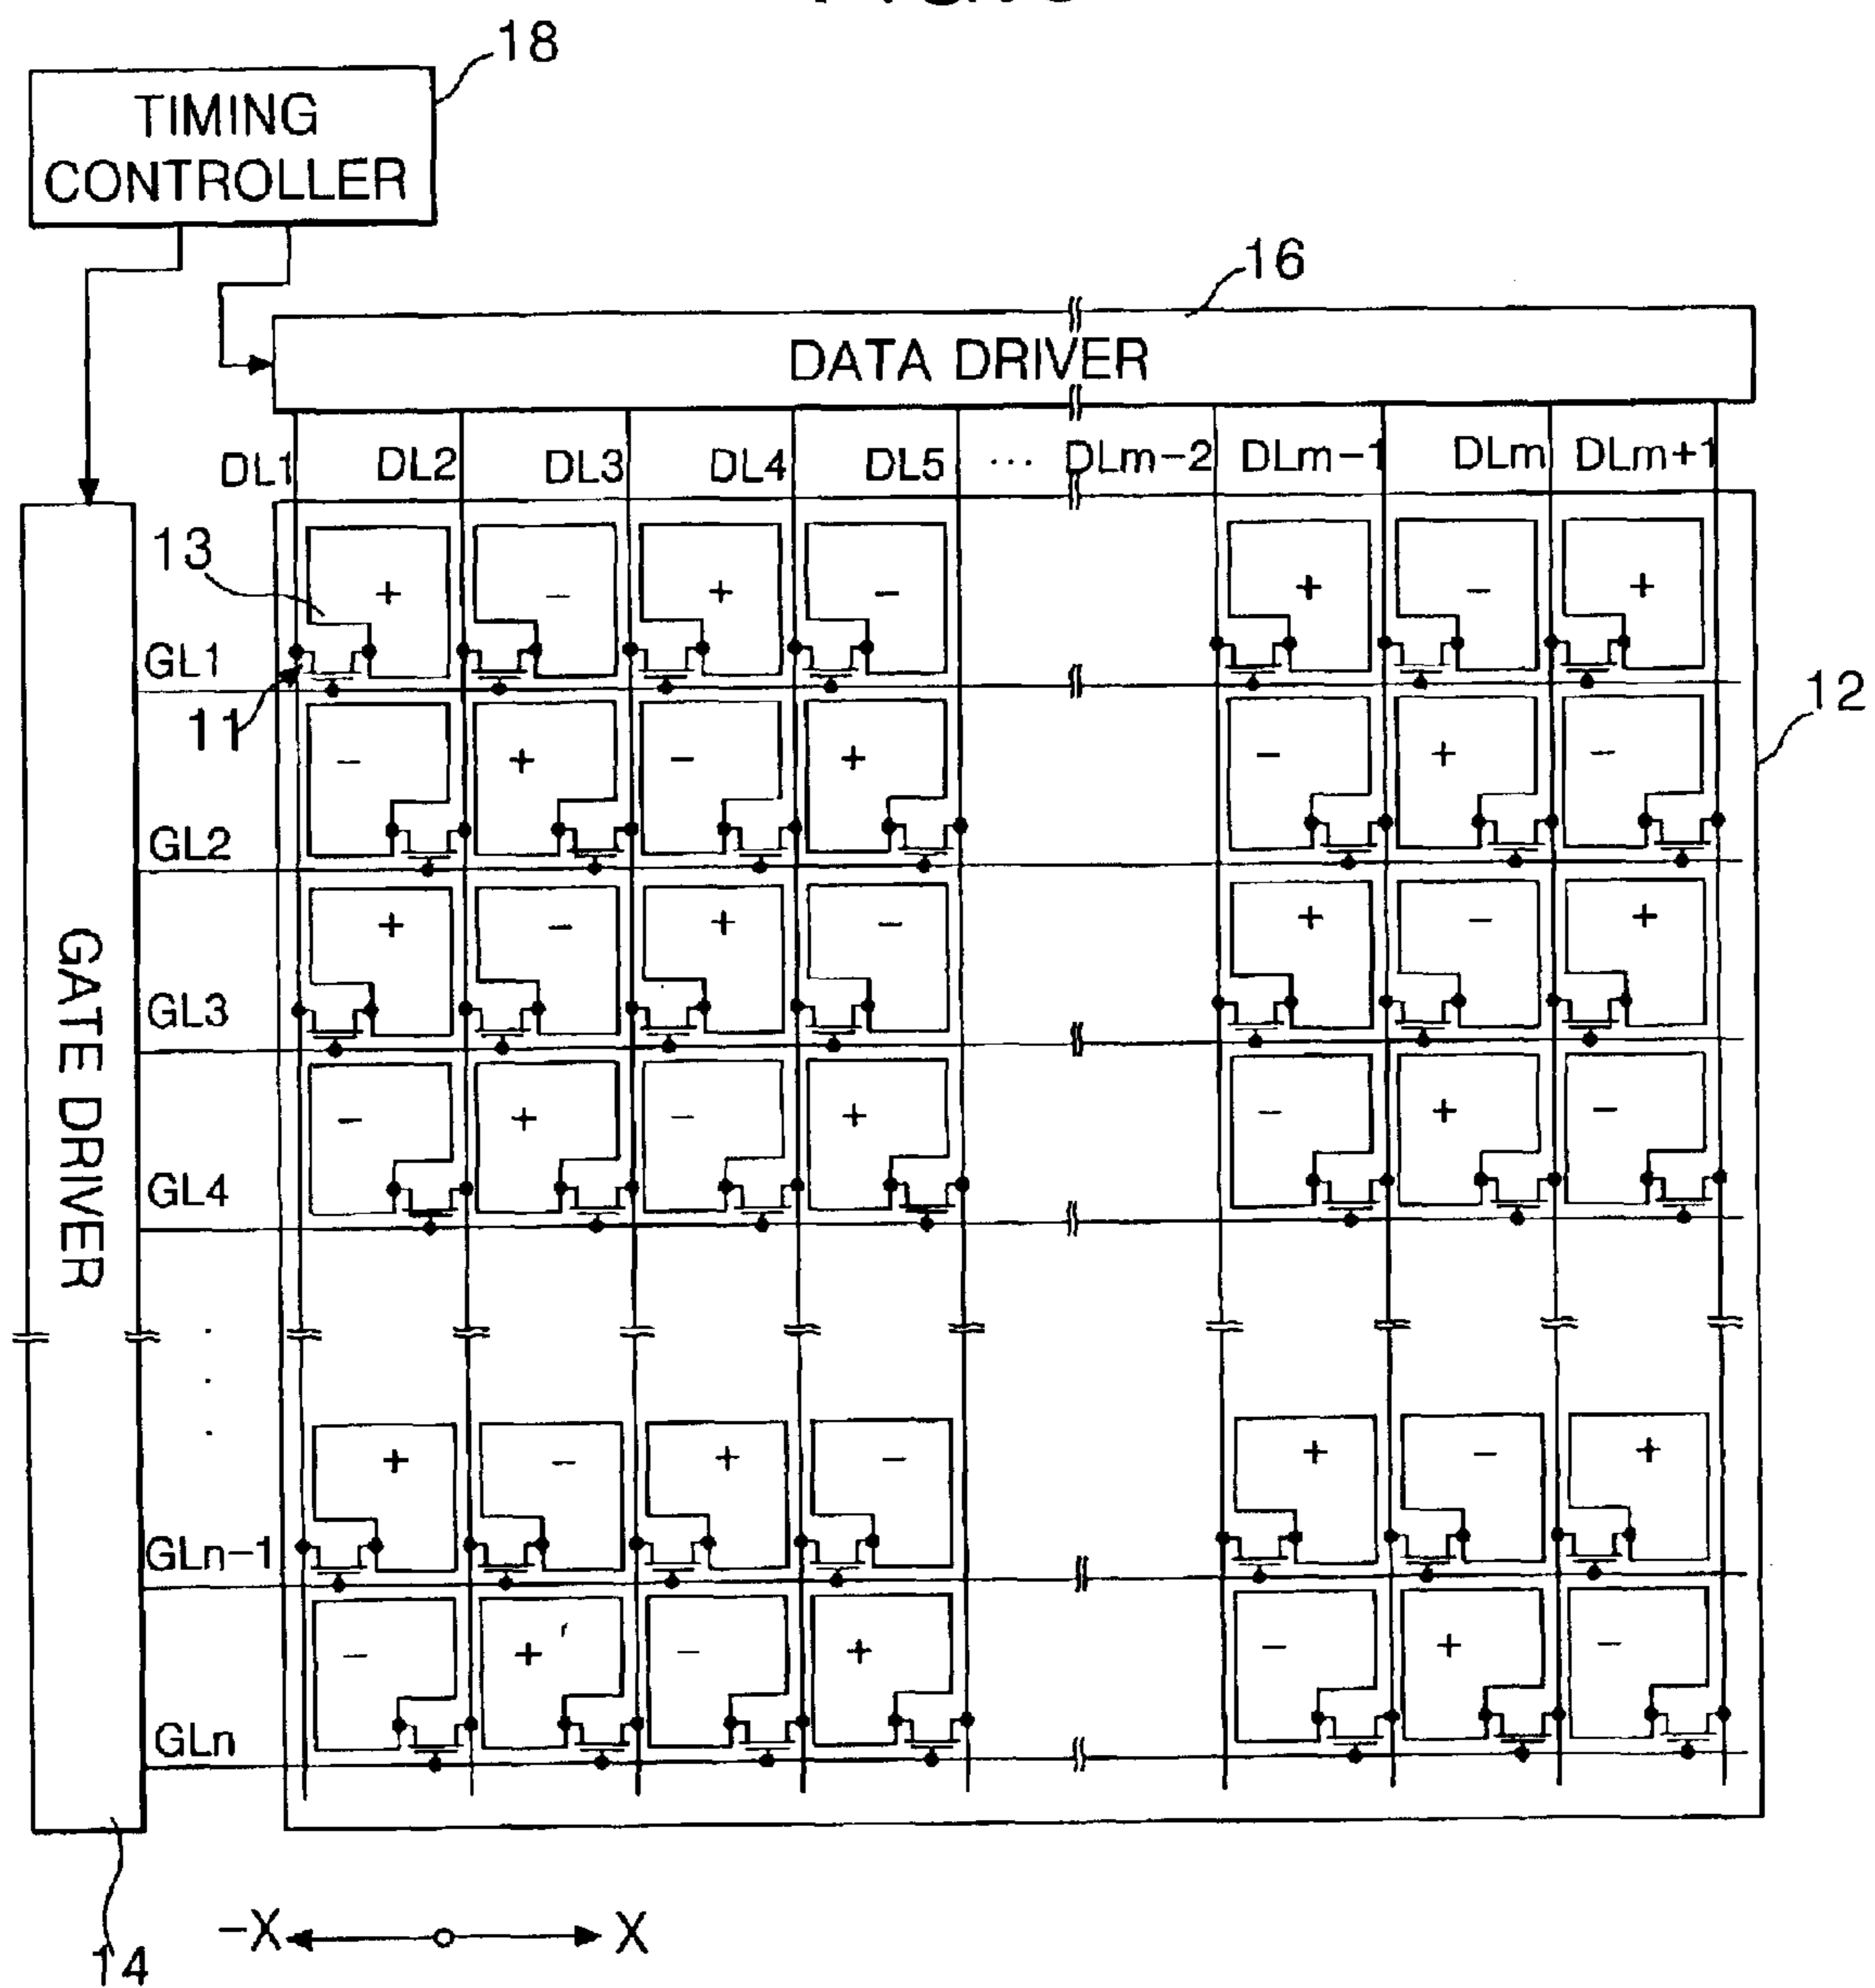 18
TIMING
CONTROLLER
16
DATA DRIVER
DL1 DL2 DL3 DL4 DL5 ... DLm-2 DLm-1 DLm DLm+1
13
+ − + − + − +
GL1
11
12
− + − + − + −
GL2
+ − + − + − +
GL3
GATE DRIVER
− + − + − + −
GL4
+ − + − + − +
GLn-1
− + − + − + −
GLn
14
-X X